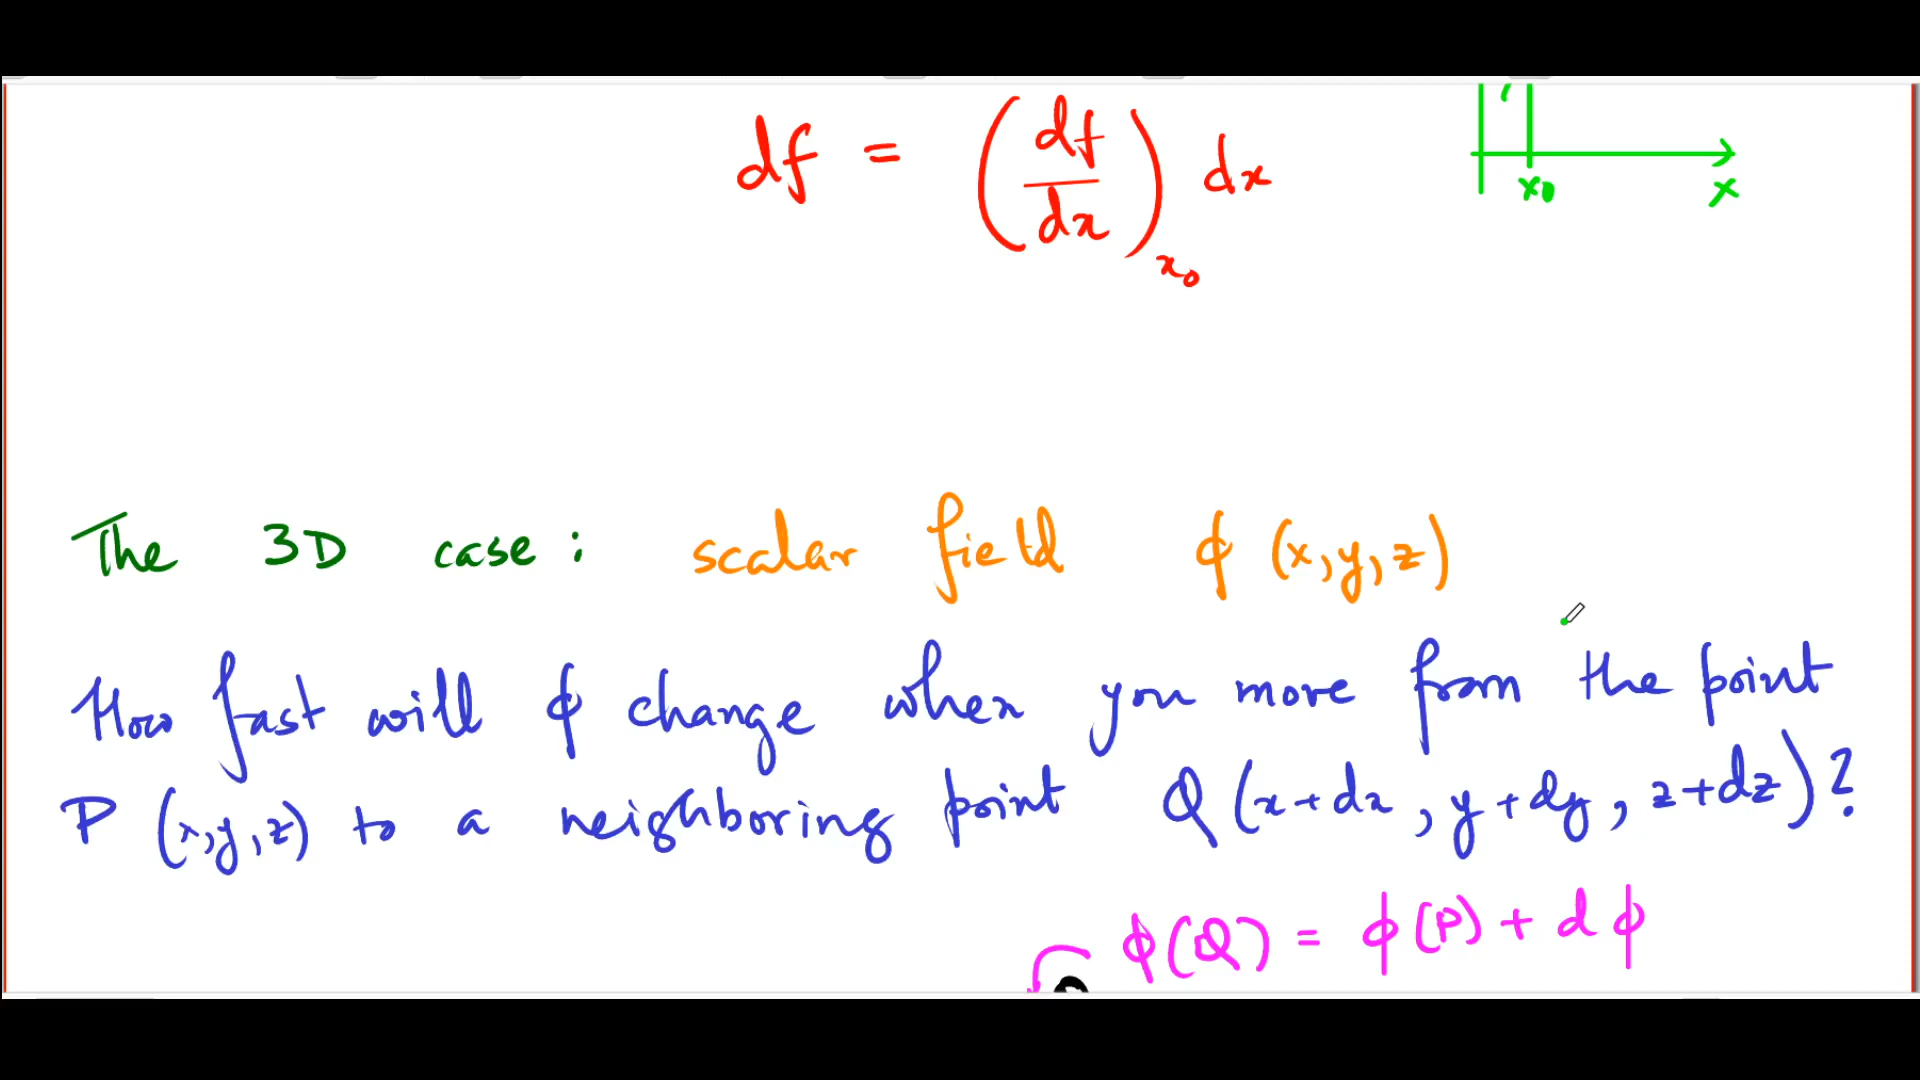 df = (df/dx)_{x0} dx
x0 x
The 3D case : scalar field ϕ (x,y,z)
How fast will ϕ change when you move from the point
P (x,y,z) to a neighboring point Q (x+dx, y+dy, z+dz)?
ϕ(Q) = ϕ(P) + dϕ